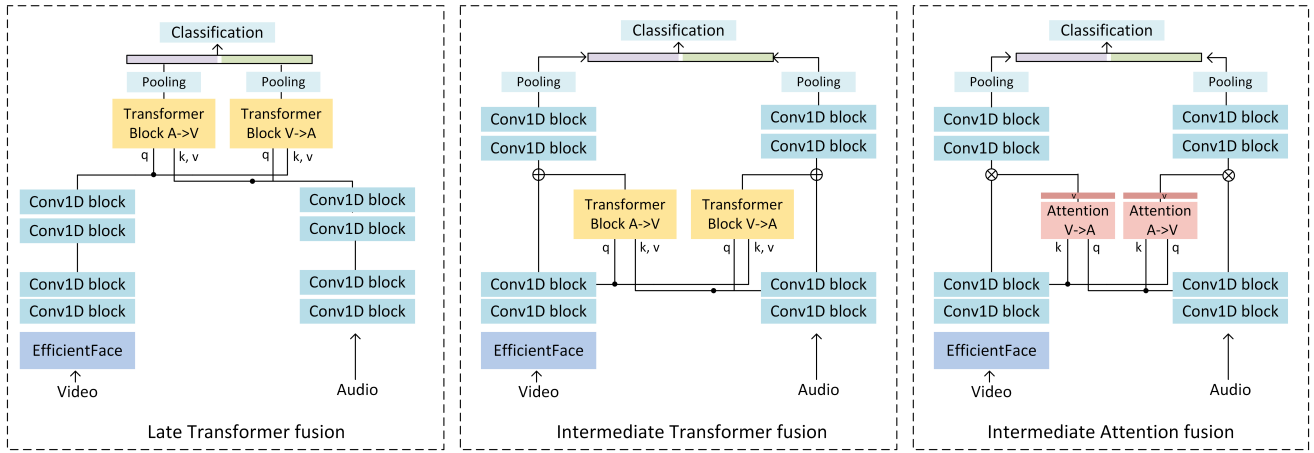 Classification
Pooling
Pooling
Transformer
Block A->V
Transformer
Block V->A
q
k, v
q
k, v
Conv1D block
Conv1D block
Conv1D block
Conv1D block
Conv1D block
Conv1D block
Conv1D block
Conv1D block
EfficientFace
Video
Audio
Late Transformer fusion
Classification
Pooling
Pooling
Conv1D block
Conv1D block
Conv1D block
Conv1D block
Transformer
Block A->V
Transformer
Block V->A
q
k, v
q
k, v
Conv1D block
Conv1D block
Conv1D block
Conv1D block
EfficientFace
Video
Audio
Intermediate Transformer fusion
Classification
Pooling
Pooling
Conv1D block
Conv1D block
Conv1D block
Conv1D block
v
v
Attention
V->A
Attention
A->V
k
q
k
q
Conv1D block
Conv1D block
Conv1D block
Conv1D block
EfficientFace
Video
Audio
Intermediate Attention fusion